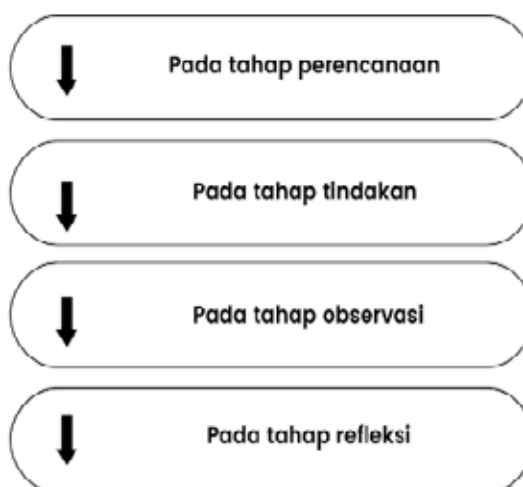 Pada tahap perencanaan
Pada tahap tindakan
Pada tahap observasi
Pada tahap refleksi